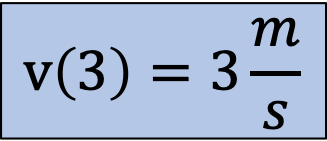 v(3) = 3 m/s